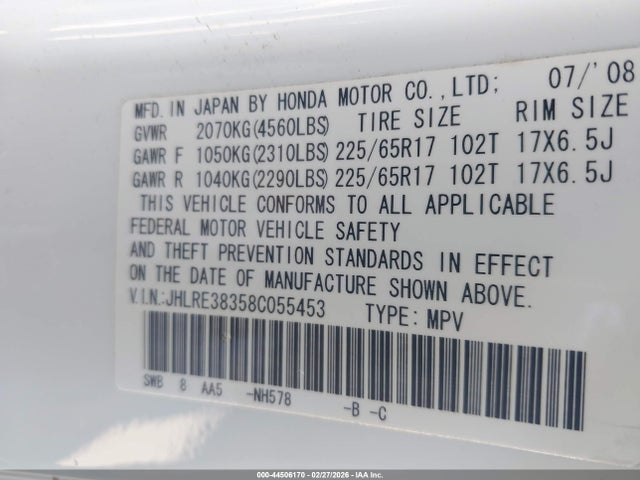 MFD. IN JAPAN BY HONDA MOTOR CO., LTD; 07/'08
GVWR 2070KG(4560LBS) TIRE SIZE RIM SIZE
GAWR F 1050KG(2310LBS) 225/65R17 102T 17X6.5J
GAWR R 1040KG(2290LBS) 225/65R17 102T 17X6.5J
THIS VEHICLE CONFORMS TO ALL APPLICABLE
FEDERAL MOTOR VEHICLE SAFETY
AND THEFT PREVENTION STANDARDS IN EFFECT
ON THE DATE OF MANUFACTURE SHOWN ABOVE.
V.I.N.:JHLRE38358C055453 TYPE: MPV
SWB 8 AA5 -NH578 -B -C
000-44506170 - 02/27/2026 - IAA Inc.